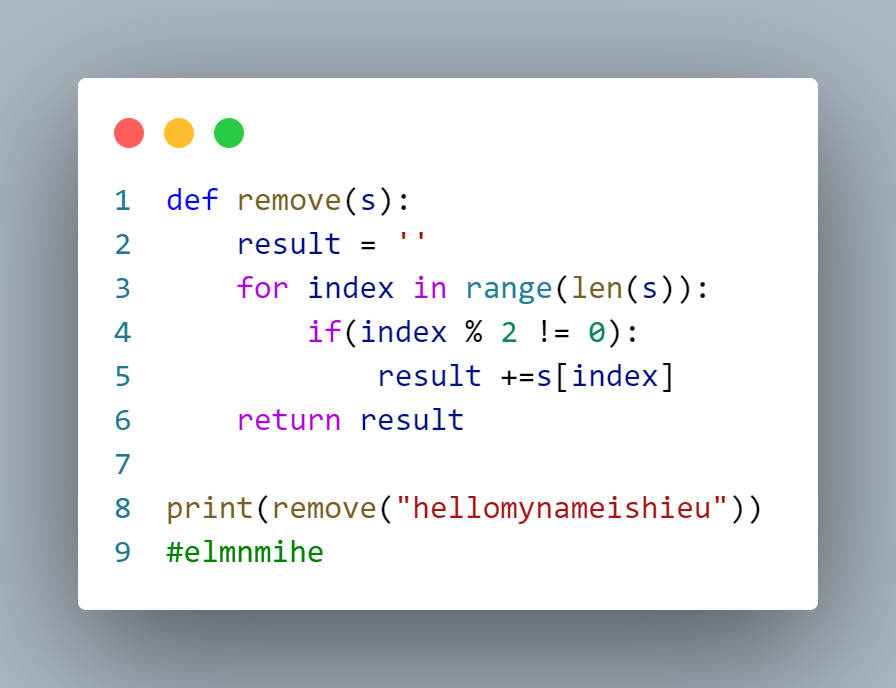 1 def remove(s):
2     result = ''
3     for index in range(len(s)):
4         if(index % 2 != 0):
5             result +=s[index]
6     return result
7
8 print(remove("hellomynameishieu"))
9 #elmnmihe